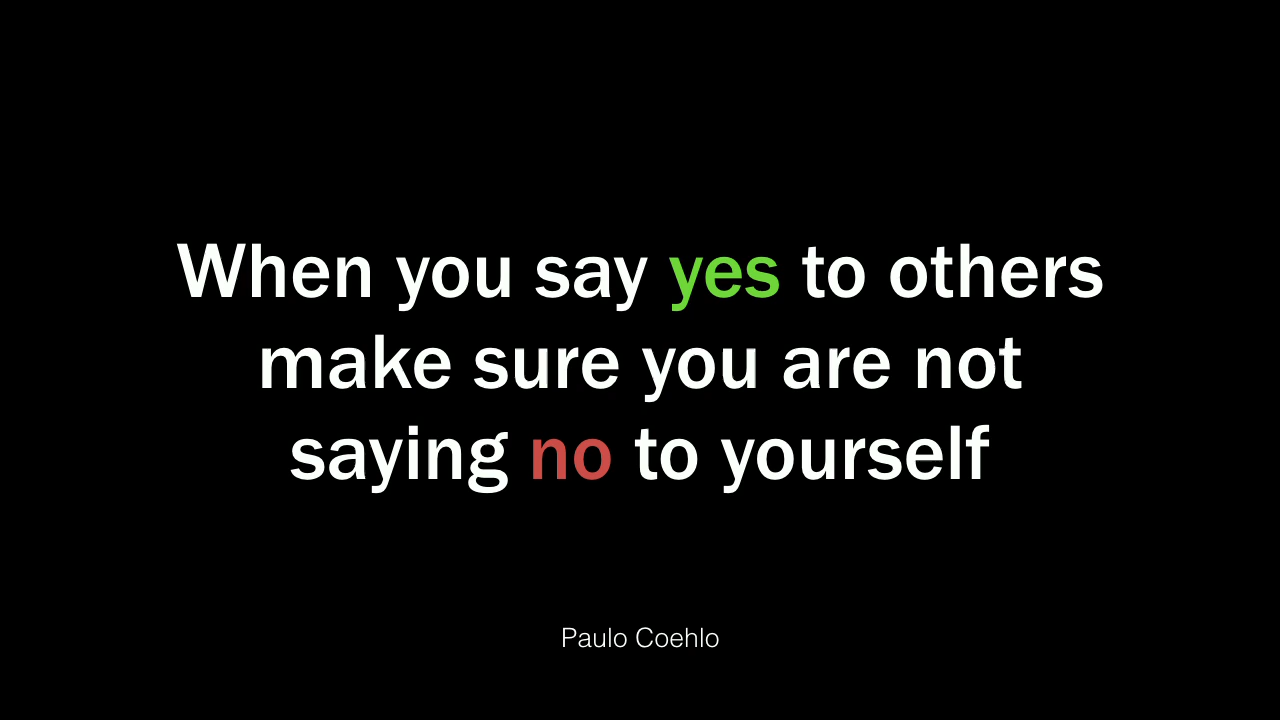 When you say yes to others
make sure you are not
saying no to yourself
Paulo Coehlo